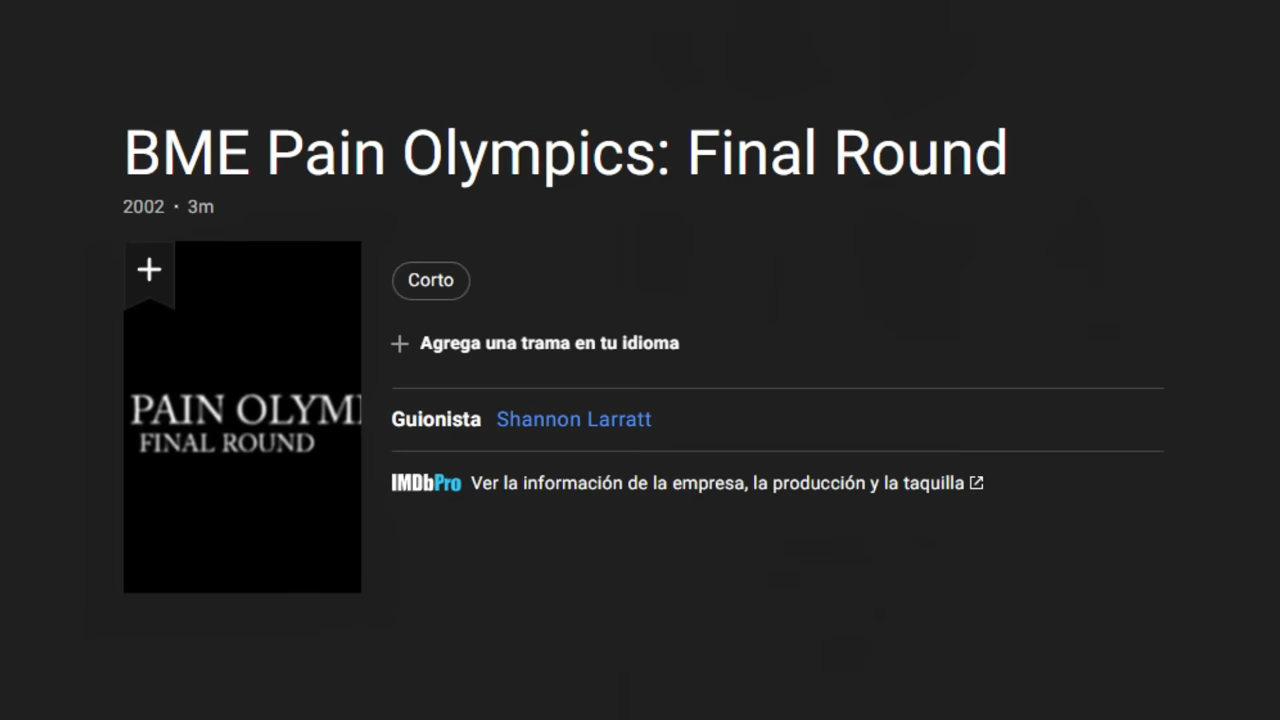 BME Pain Olympics: Final Round
2002 · 3m
+
PAIN OLYM
FINAL ROUND
Corto
+ Agrega una trama en tu idioma
Guionista Shannon Larratt
IMDbPro Ver la información de la empresa, la producción y la taquilla